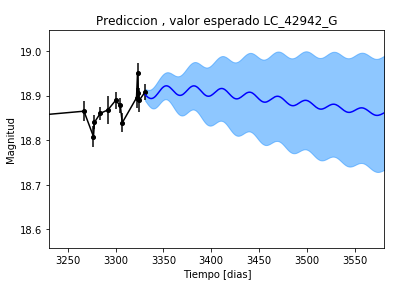 Prediccion , valor esperado LC_42942_G
Magnitud
19.0
18.9
18.8
18.7
18.6
3250 3300 3350 3400 3450 3500 3550
Tiempo [dias]